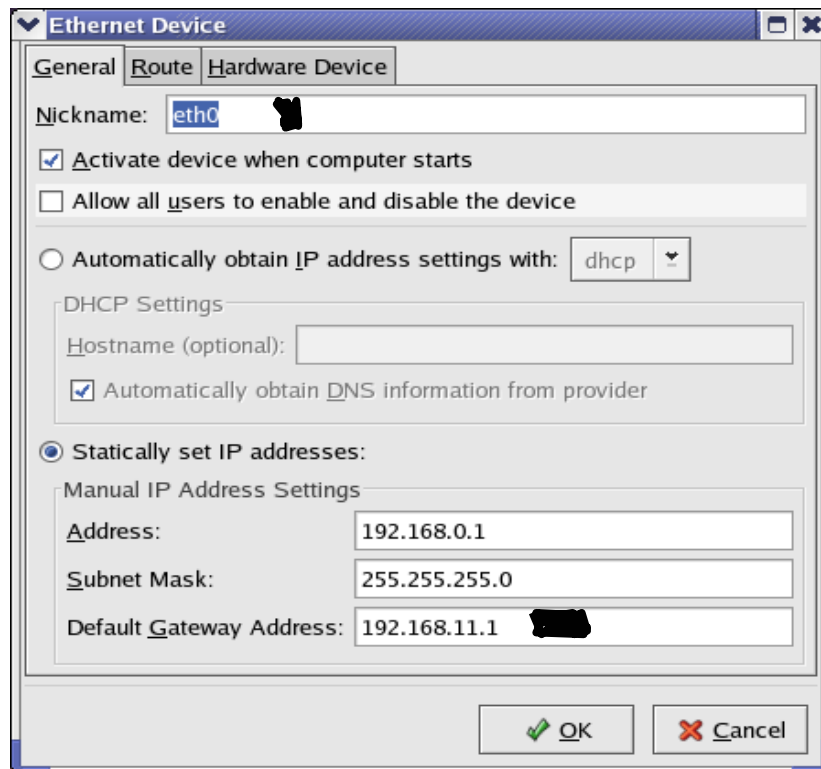 Ethernet Device
General Route Hardware Device
Nickname: eth0
Activate device when computer starts
Allow all users to enable and disable the device
Automatically obtain IP address settings with: dhcp
DHCP Settings
Hostname (optional):
Automatically obtain DNS information from provider
Statically set IP addresses:
Manual IP Address Settings
Address: 192.168.0.1
Subnet Mask: 255.255.255.0
Default Gateway Address: 192.168.11.1
OK Cancel